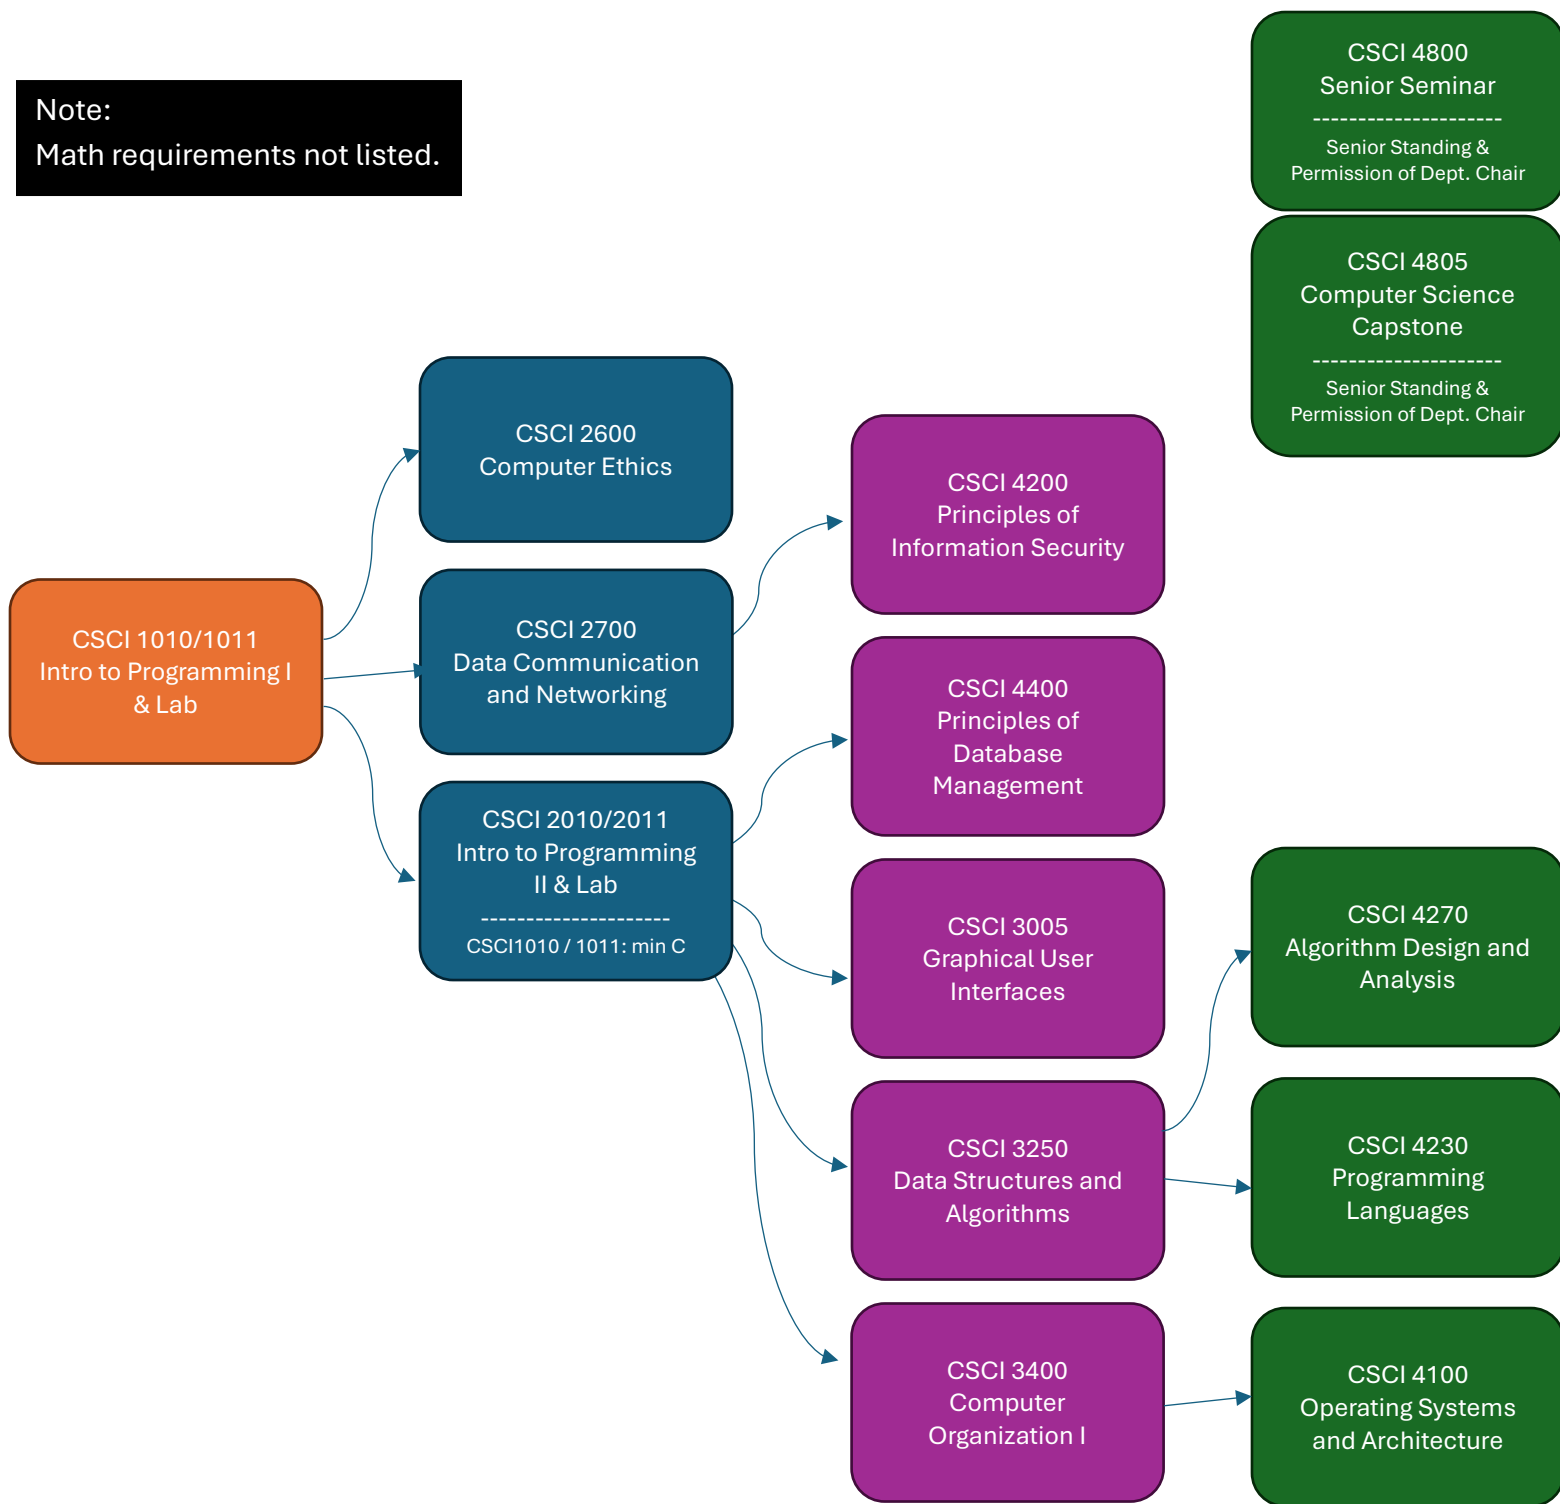 Note:
Math requirements not listed.
CSCI 4800
Senior Seminar
---------------------
Senior Standing &
Permission of Dept. Chair
CSCI 4805
Computer Science
Capstone
---------------------
Senior Standing &
Permission of Dept. Chair
CSCI 1010/1011
Intro to Programming I
& Lab
CSCI 2600
Computer Ethics
CSCI 2700
Data Communication
and Networking
CSCI 2010/2011
Intro to Programming
II & Lab
---------------------
CSCI1010 / 1011: min C
CSCI 4200
Principles of
Information Security
CSCI 4400
Principles of
Database
Management
CSCI 3005
Graphical User
Interfaces
CSCI 3250
Data Structures and
Algorithms
CSCI 3400
Computer
Organization I
CSCI 4270
Algorithm Design and
Analysis
CSCI 4230
Programming
Languages
CSCI 4100
Operating Systems
and Architecture